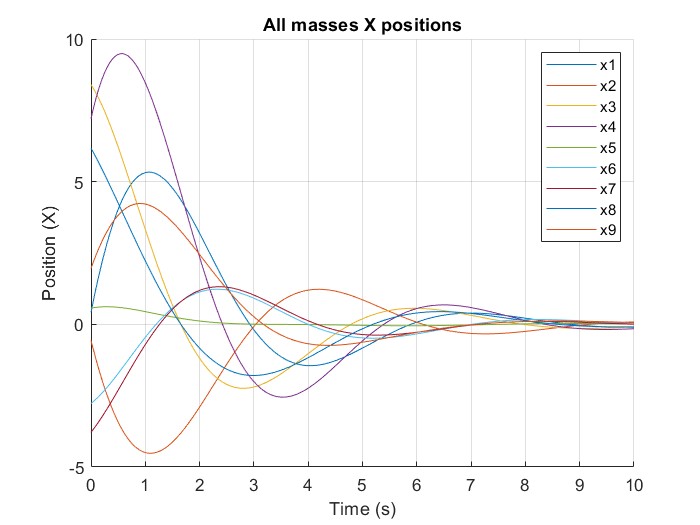 All masses X positions
Position (X)
10
5
0
-5
x1
x2
x3
x4
x5
x6
x7
x8
x9
0 1 2 3 4 5 6 7 8 9 10
Time (s)